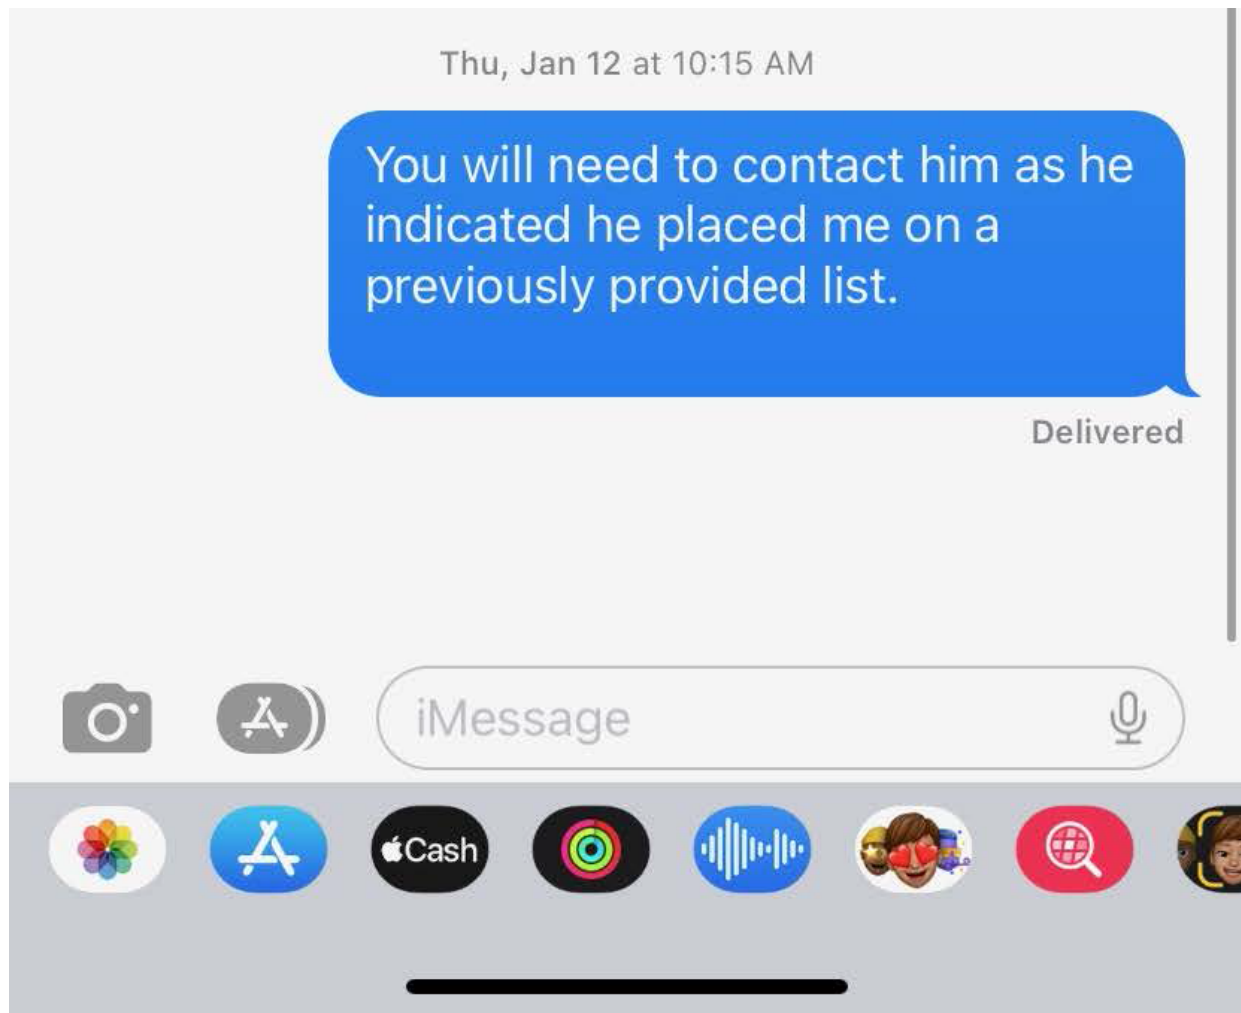 Thu, Jan 12 at 10:15 AM
You will need to contact him as he
indicated he placed me on a
previously provided list.
Delivered
iMessage
Cash